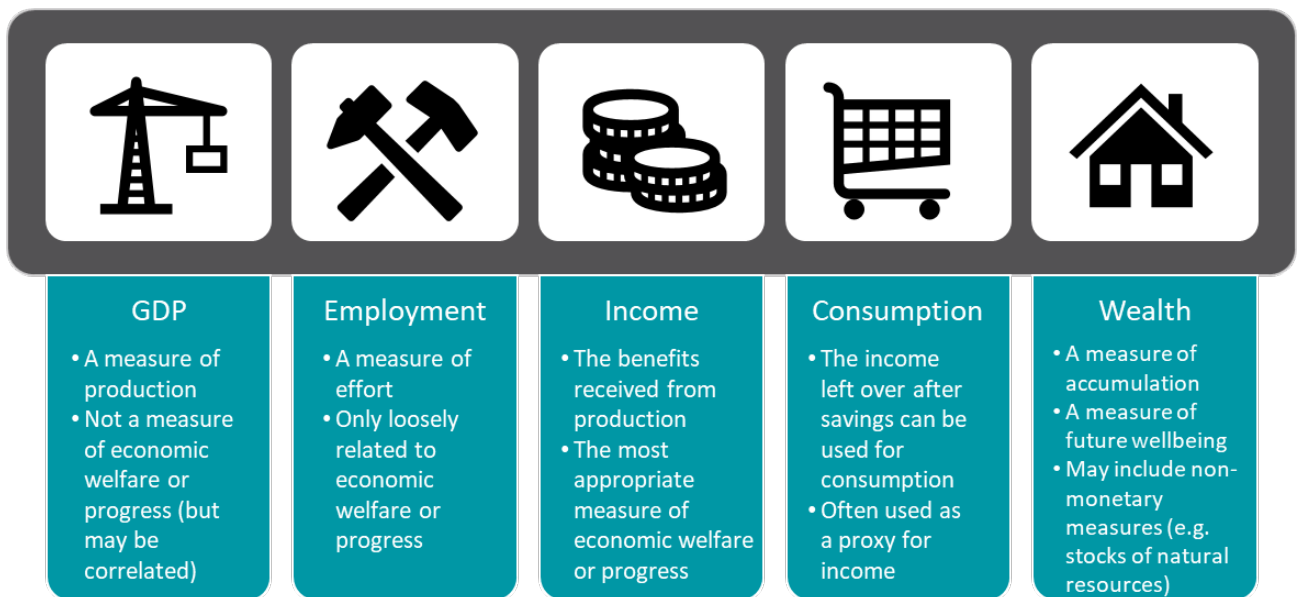 GDP
• A measure of
production
• Not a measure
of economic
welfare or
progress (but
may be
correlated)
Employment
• A measure of
effort
• Only loosely
related to
economic
welfare or
progress
Income
• The benefits
received from
production
• The most
appropriate
measure of
economic welfare
or progress
Consumption
• The income
left over after
savings can be
used for
consumption
• Often used as
a proxy for
income
Wealth
• A measure of
accumulation
• A measure of
future wellbeing
• May include non-
monetary
measures (e.g.
stocks of natural
resources)